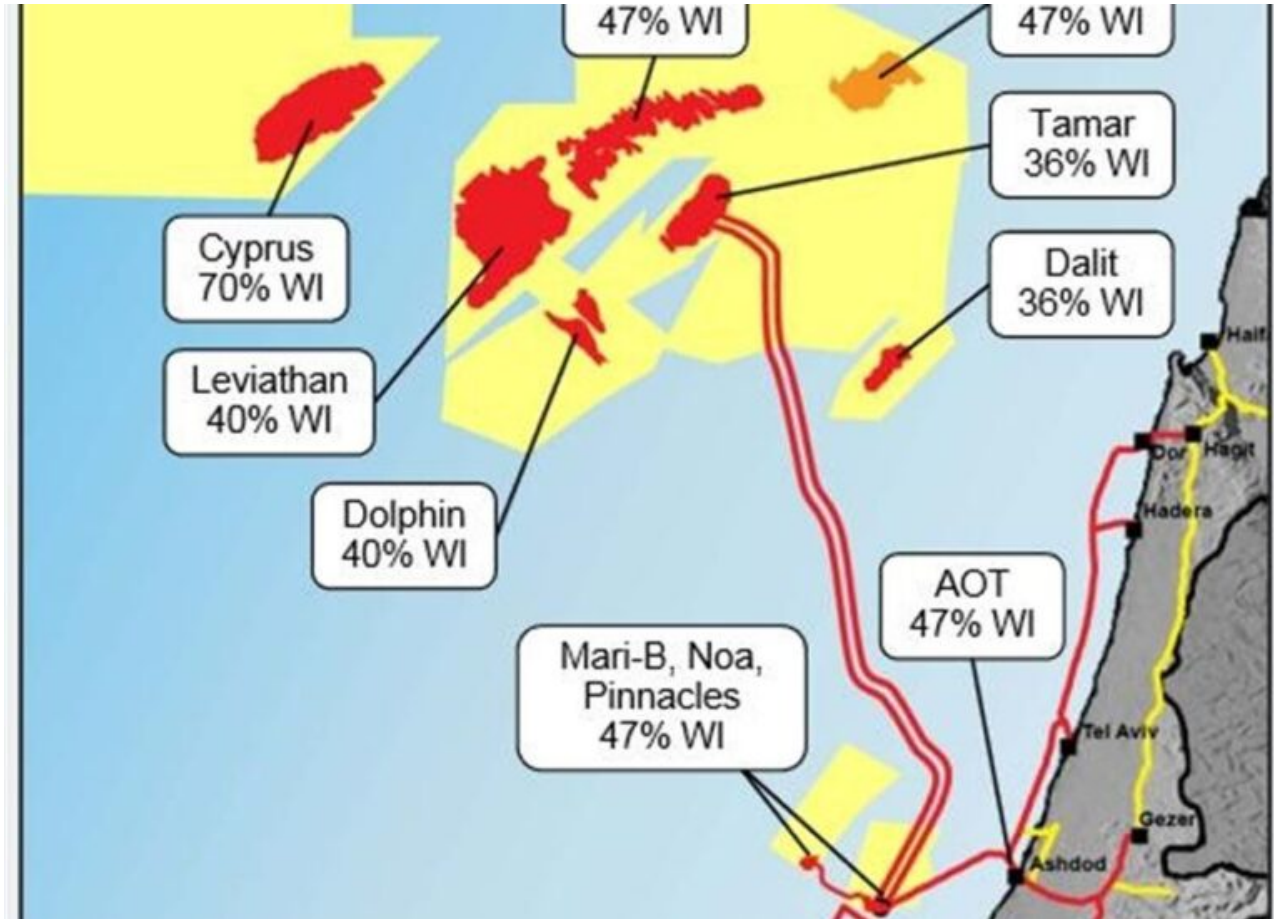 47% WI
47% WI
Tamar
36% WI
Cyprus
70% WI
Dalit
36% WI
Haif
Leviathan
40% WI
Dor
Hagit
Dolphin
40% WI
Hadera
AOT
47% WI
Mari-B, Noa,
Pinnacles
47% WI
Tel Aviv
Gezer
Ashdod